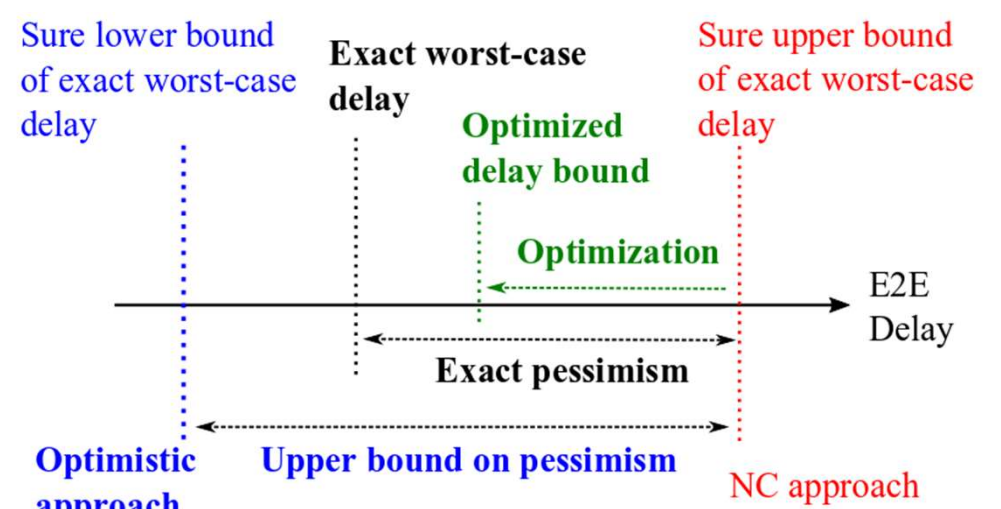 Sure lower bound
of exact worst-case
delay
Exact worst-case
delay
Sure upper bound
of exact worst-case
delay
Optimized
delay bound
Optimization
E2E
Delay
Exact pessimism
Upper bound on pessimism
Optimistic
approach
NC approach